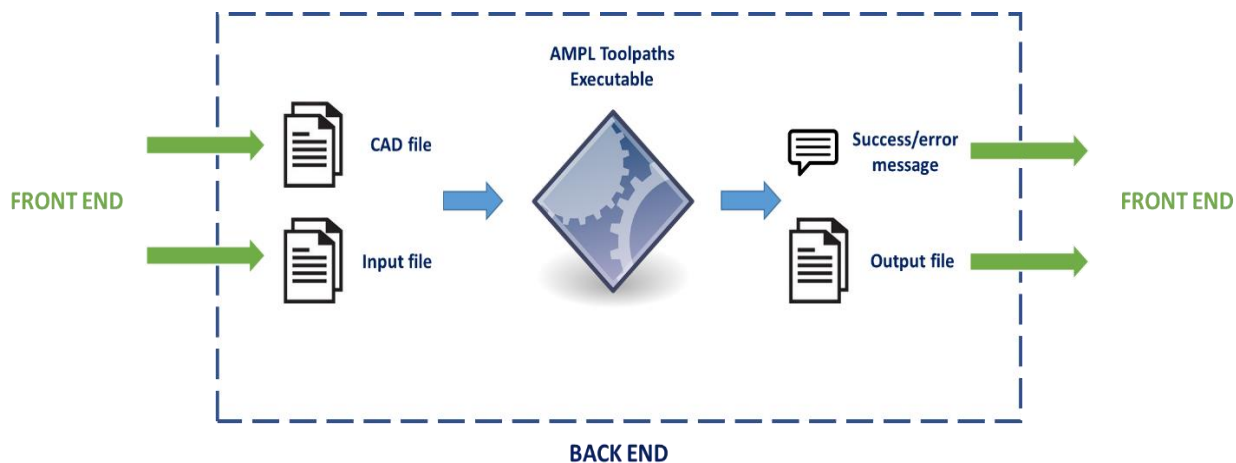 AMPL Toolpaths
Executable
CAD file
Success/error
message
FRONT END
FRONT END
Input file
Output file
BACK END